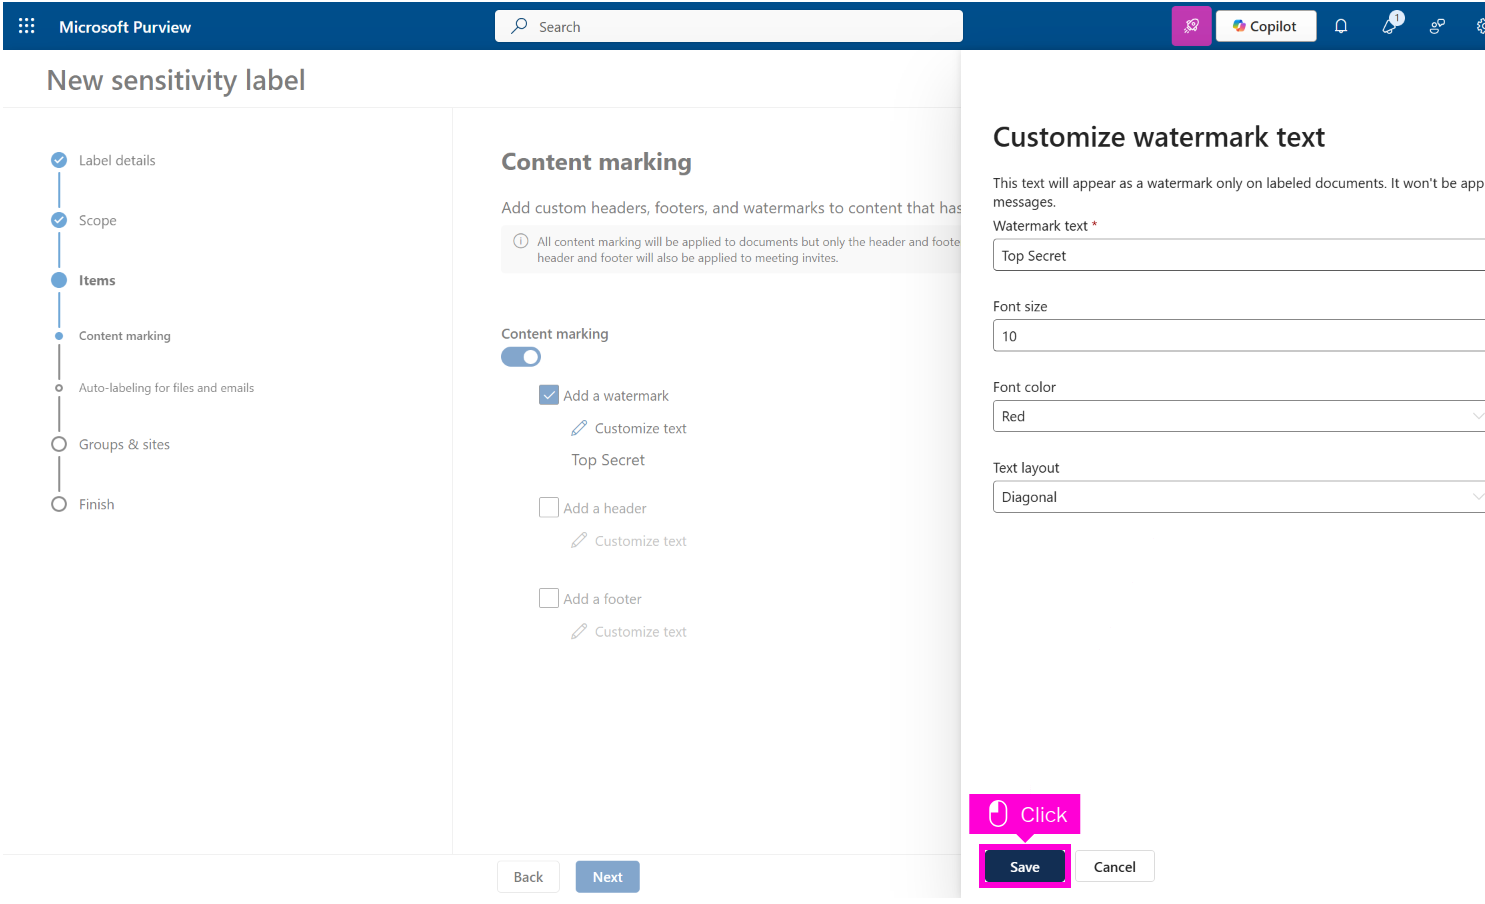 Microsoft Purview
Search
Copilot
1
New sensitivity label
Label details
Scope
Items
Content marking
Auto-labeling for files and emails
Groups & sites
Finish
Content marking
Add custom headers, footers, and watermarks to content that has
All content marking will be applied to documents but only the header and foote
header and footer will also be applied to meeting invites.
Content marking
Add a watermark
Customize text
Top Secret
Add a header
Customize text
Add a footer
Customize text
Back
Next
Customize watermark text
This text will appear as a watermark only on labeled documents. It won't be app
messages.
Watermark text *
Top Secret
Font size
10
Font color
Red
Text layout
Diagonal
Click
Save
Cancel